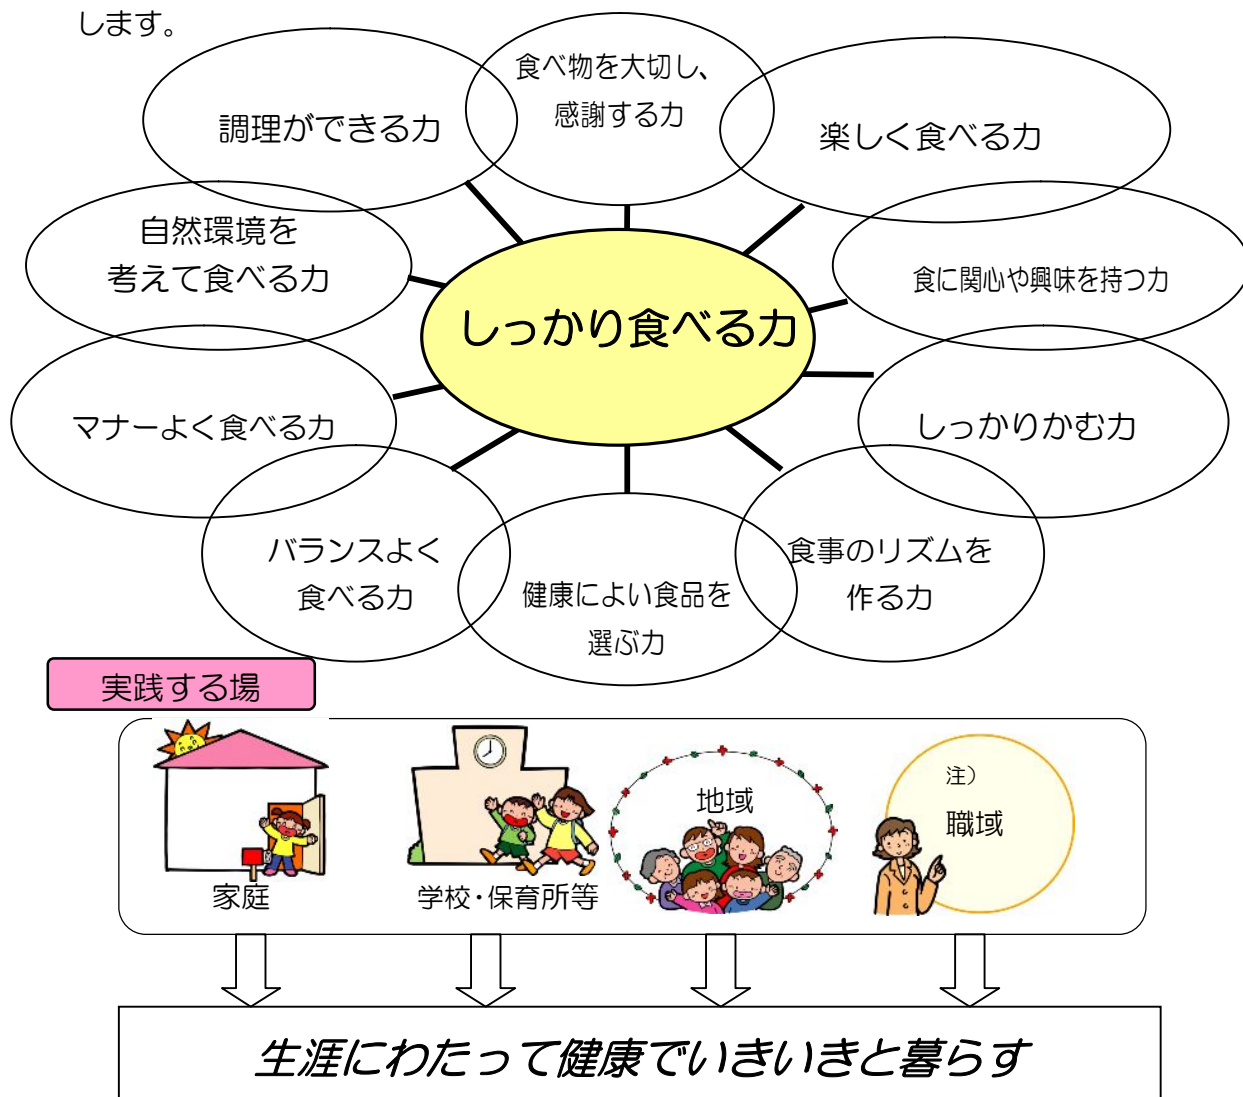 します。
食べ物を大切し、
感謝する力
調理ができる力
楽しく食べる力
自然環境を
考えて食べる力
食に関心や興味を持つ力
しっかり食べる力
マナーよく食べる力
しっかりかむ力
バランスよく
食べる力
健康によい食品を
選ぶ力
食事のリズムを
作る力
実践する場
家庭
学校・保育所等
地域
注）
職域
生涯にわたって健康でいきいきと暮らす